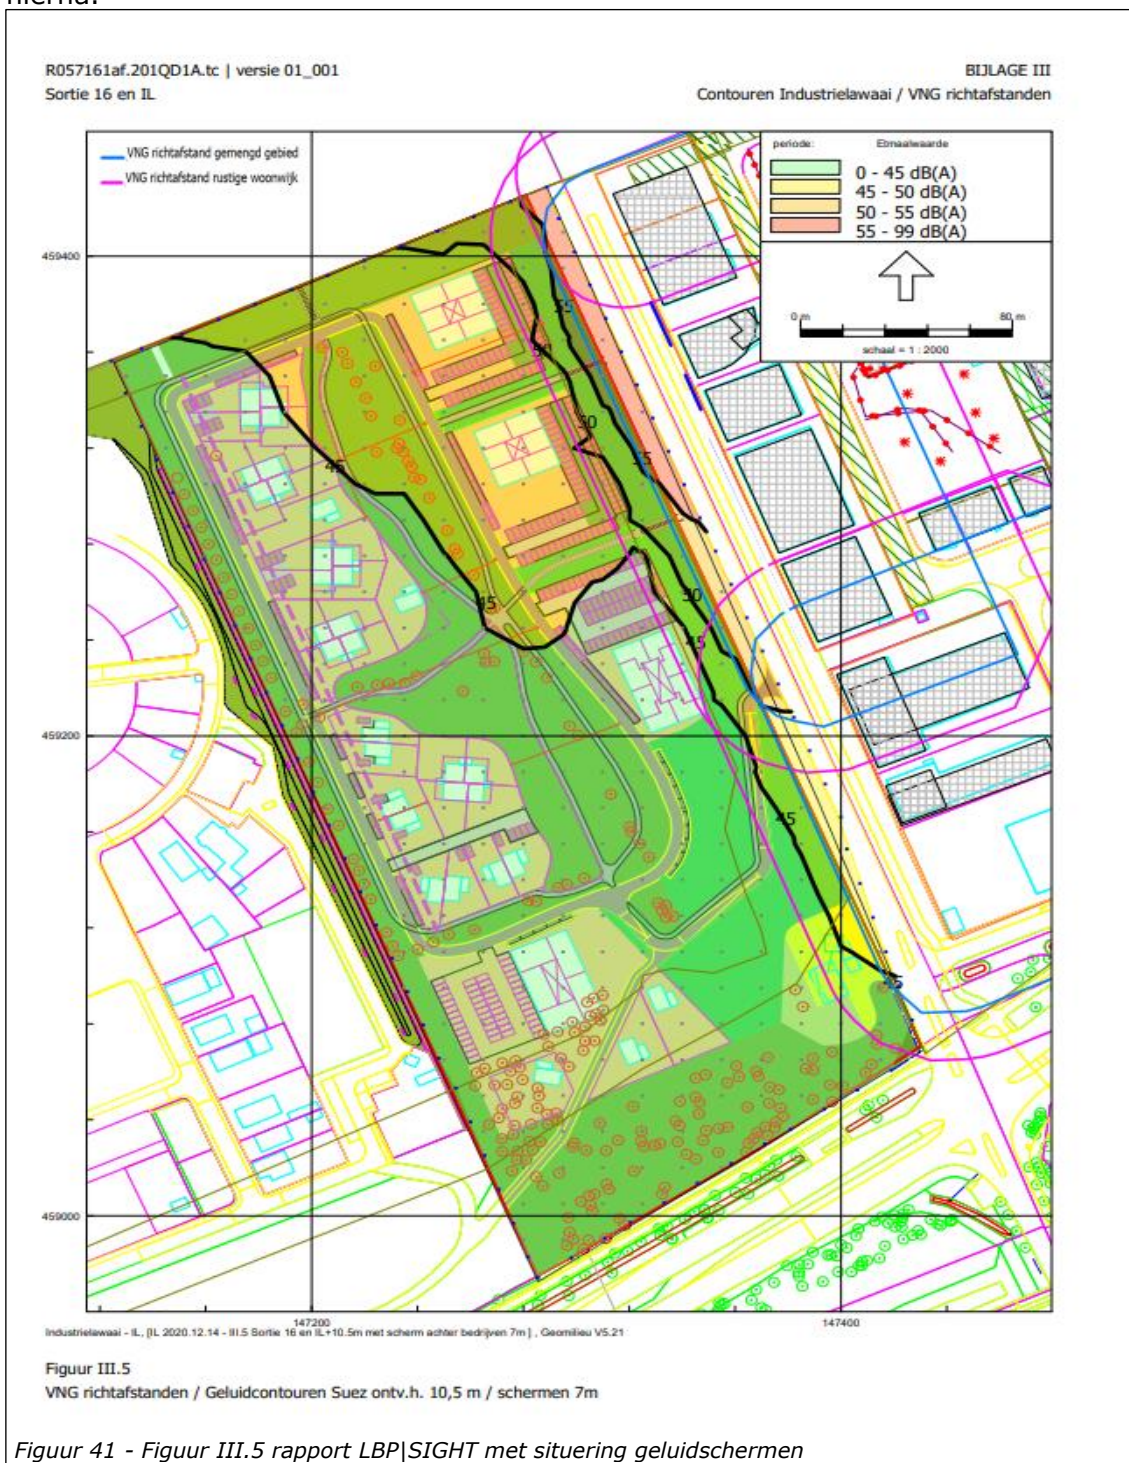 hierna:
R057161af.201QD1A.tc | versie 01_001
BIJLAGE III
Sortie 16 en IL
Contouren Industrielawaai / VNG richtafstanden
VNG richtafstand gemengd gebied
VNG richtafstand rustige woonwijk
periode: Etmaalwaarde
0 - 45 dB(A)
45 - 50 dB(A)
50 - 55 dB(A)
55 - 99 dB(A)
0 m 80 m
schaal = 1 : 2000
459400
55
50
50
55
45
45
50
45
459200
45
45
459000
147200 147400
Industrielawaai - IL, [IL 2020.12.14 - III.5 Sortie 16 en IL+10.5m met scherm achter bedrijven 7m ] , Geomilieu V5.21
Figuur III.5
VNG richtafstanden / Geluidcontouren Suez ontv.h. 10,5 m / schermen 7m
Figuur 41 - Figuur III.5 rapport LBP|SIGHT met situering geluidschermen